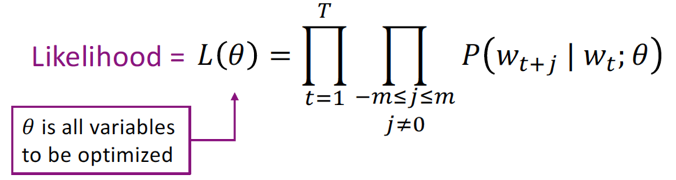 T
Likelihood = L(θ) = ∏ ∏ P(w_{t+j} | w_t; θ)
t=1 −m≤j≤m
j≠0
θ is all variables
to be optimized